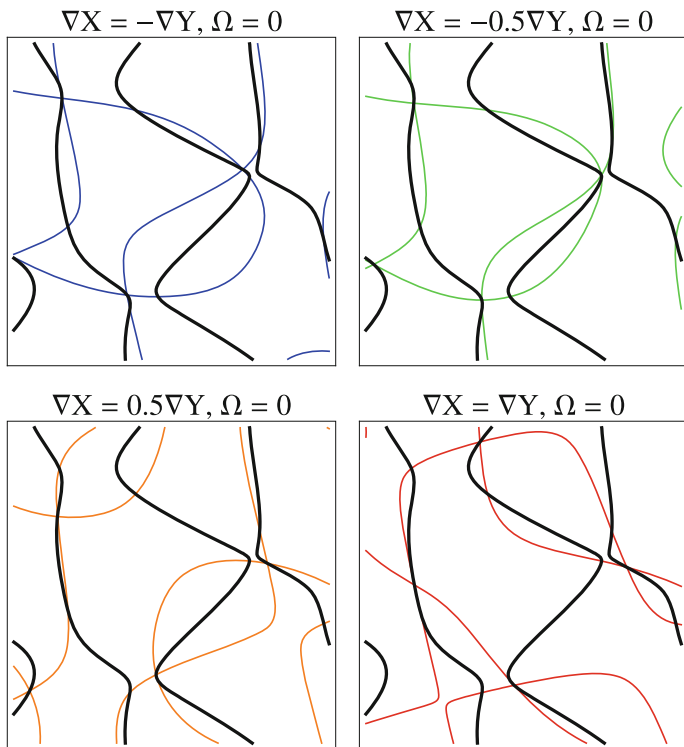 ∇X = −∇Y, Ω = 0
∇X = −0.5∇Y, Ω = 0
∇X = 0.5∇Y, Ω = 0
∇X = ∇Y, Ω = 0